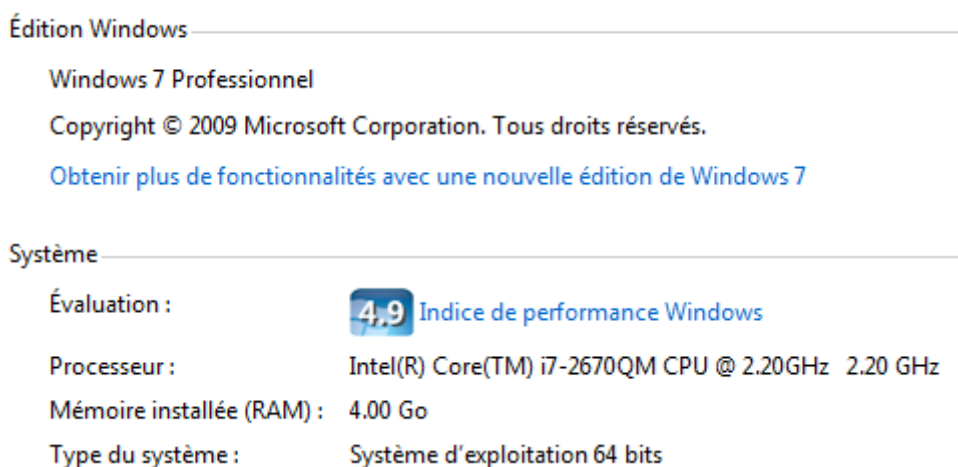 Édition Windows
Windows 7 Professionnel
Copyright © 2009 Microsoft Corporation. Tous droits réservés.
Obtenir plus de fonctionnalités avec une nouvelle édition de Windows 7
Système
Évaluation : 4,9 Indice de performance Windows
Processeur : Intel(R) Core(TM) i7-2670QM CPU @ 2.20GHz 2.20 GHz
Mémoire installée (RAM) : 4.00 Go
Type du système : Système d'exploitation 64 bits